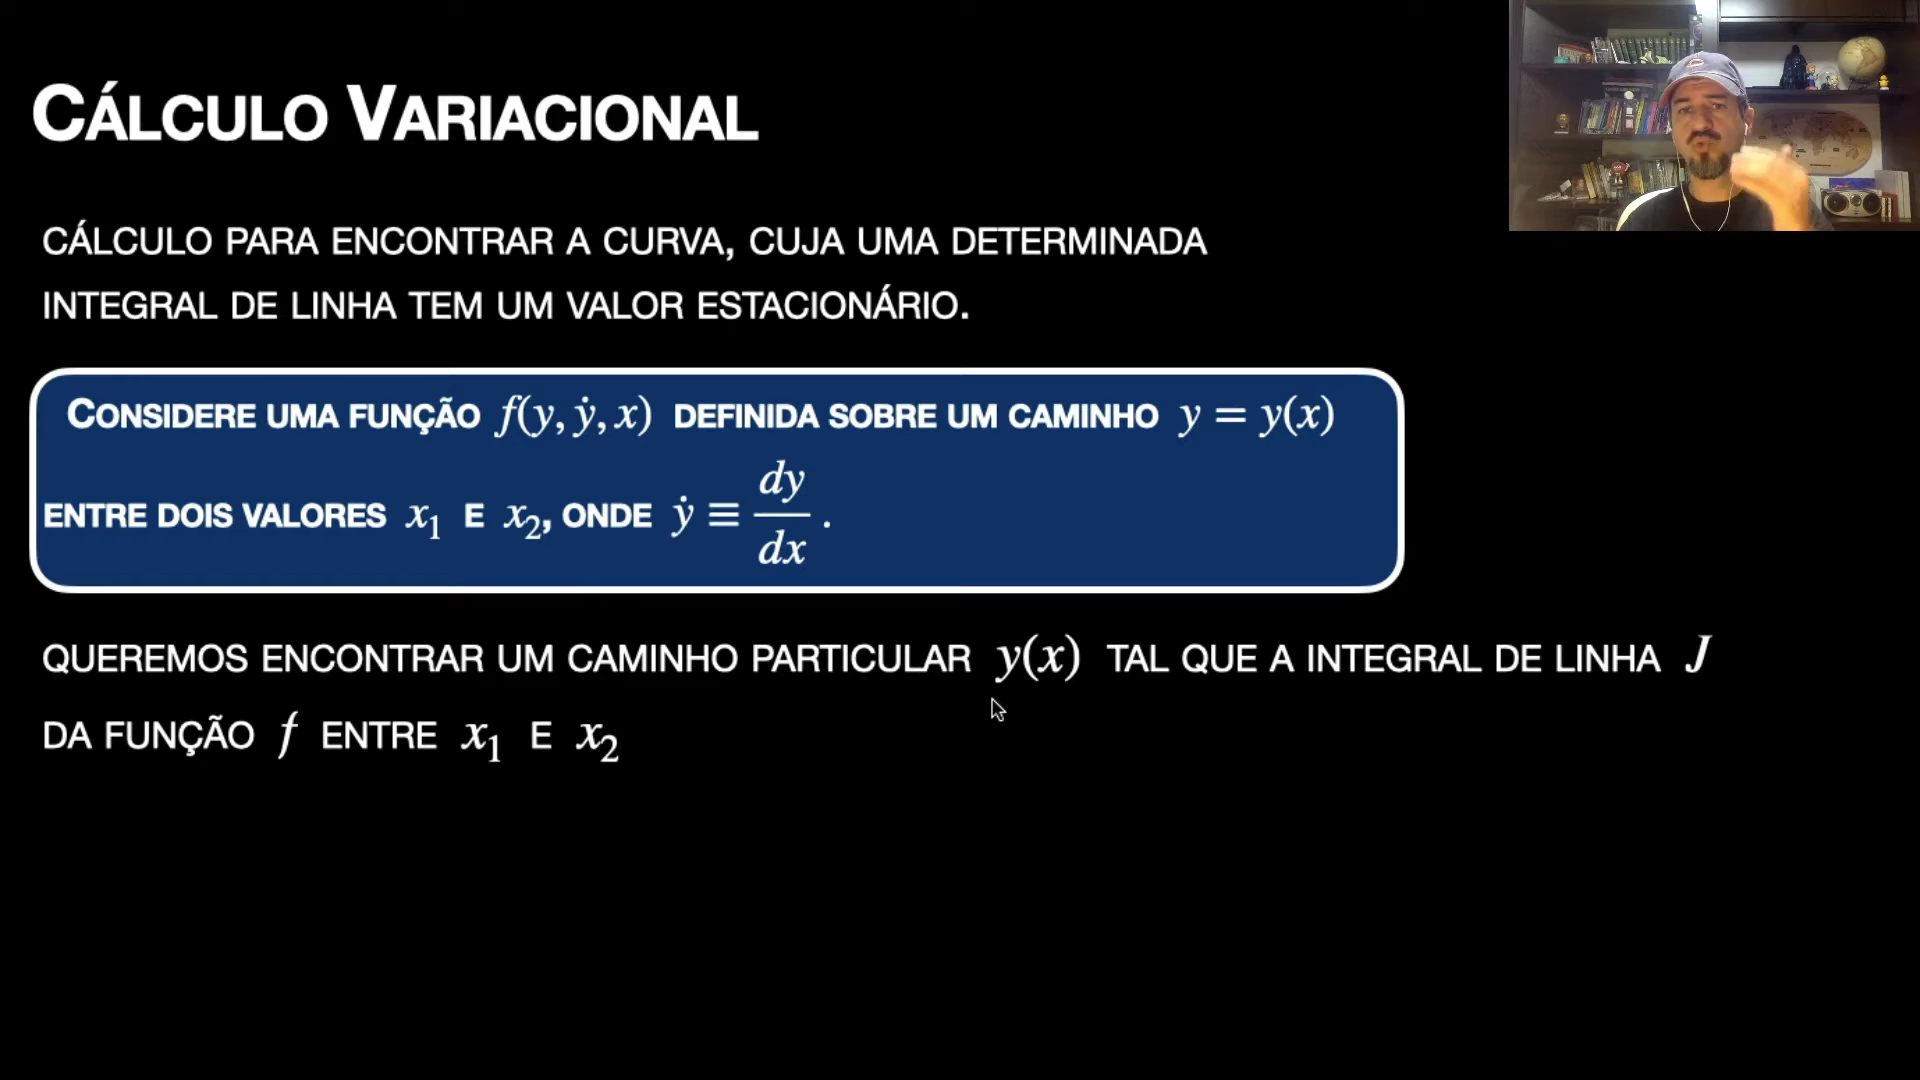 CÁLCULO VARIACIONAL
CÁLCULO PARA ENCONTRAR A CURVA, CUJA UMA DETERMINADA
INTEGRAL DE LINHA TEM UM VALOR ESTACIONÁRIO.
CONSIDERE UMA FUNÇÃO f(y, ẏ, x) DEFINIDA SOBRE UM CAMINHO y = y(x)
ENTRE DOIS VALORES x₁ E x₂, ONDE ẏ ≡ dy/dx .
QUEREMOS ENCONTRAR UM CAMINHO PARTICULAR y(x) TAL QUE A INTEGRAL DE LINHA J
DA FUNÇÃO f ENTRE x₁ E x₂